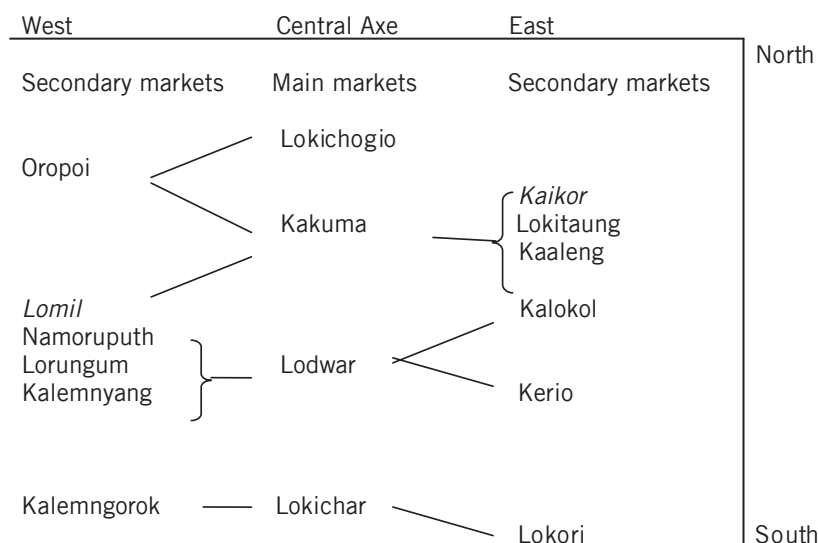 West Central Axe East
North
Secondary markets Main markets Secondary markets
Lokichogio
Oropoi
Kaikor
Kakuma Lokitaung
Kaaleng
Lomil Kalokol
Namoruputh
Lorungum Lodwar
Kalemnyang Kerio
Kalemngorok Lokichar
Lokori South